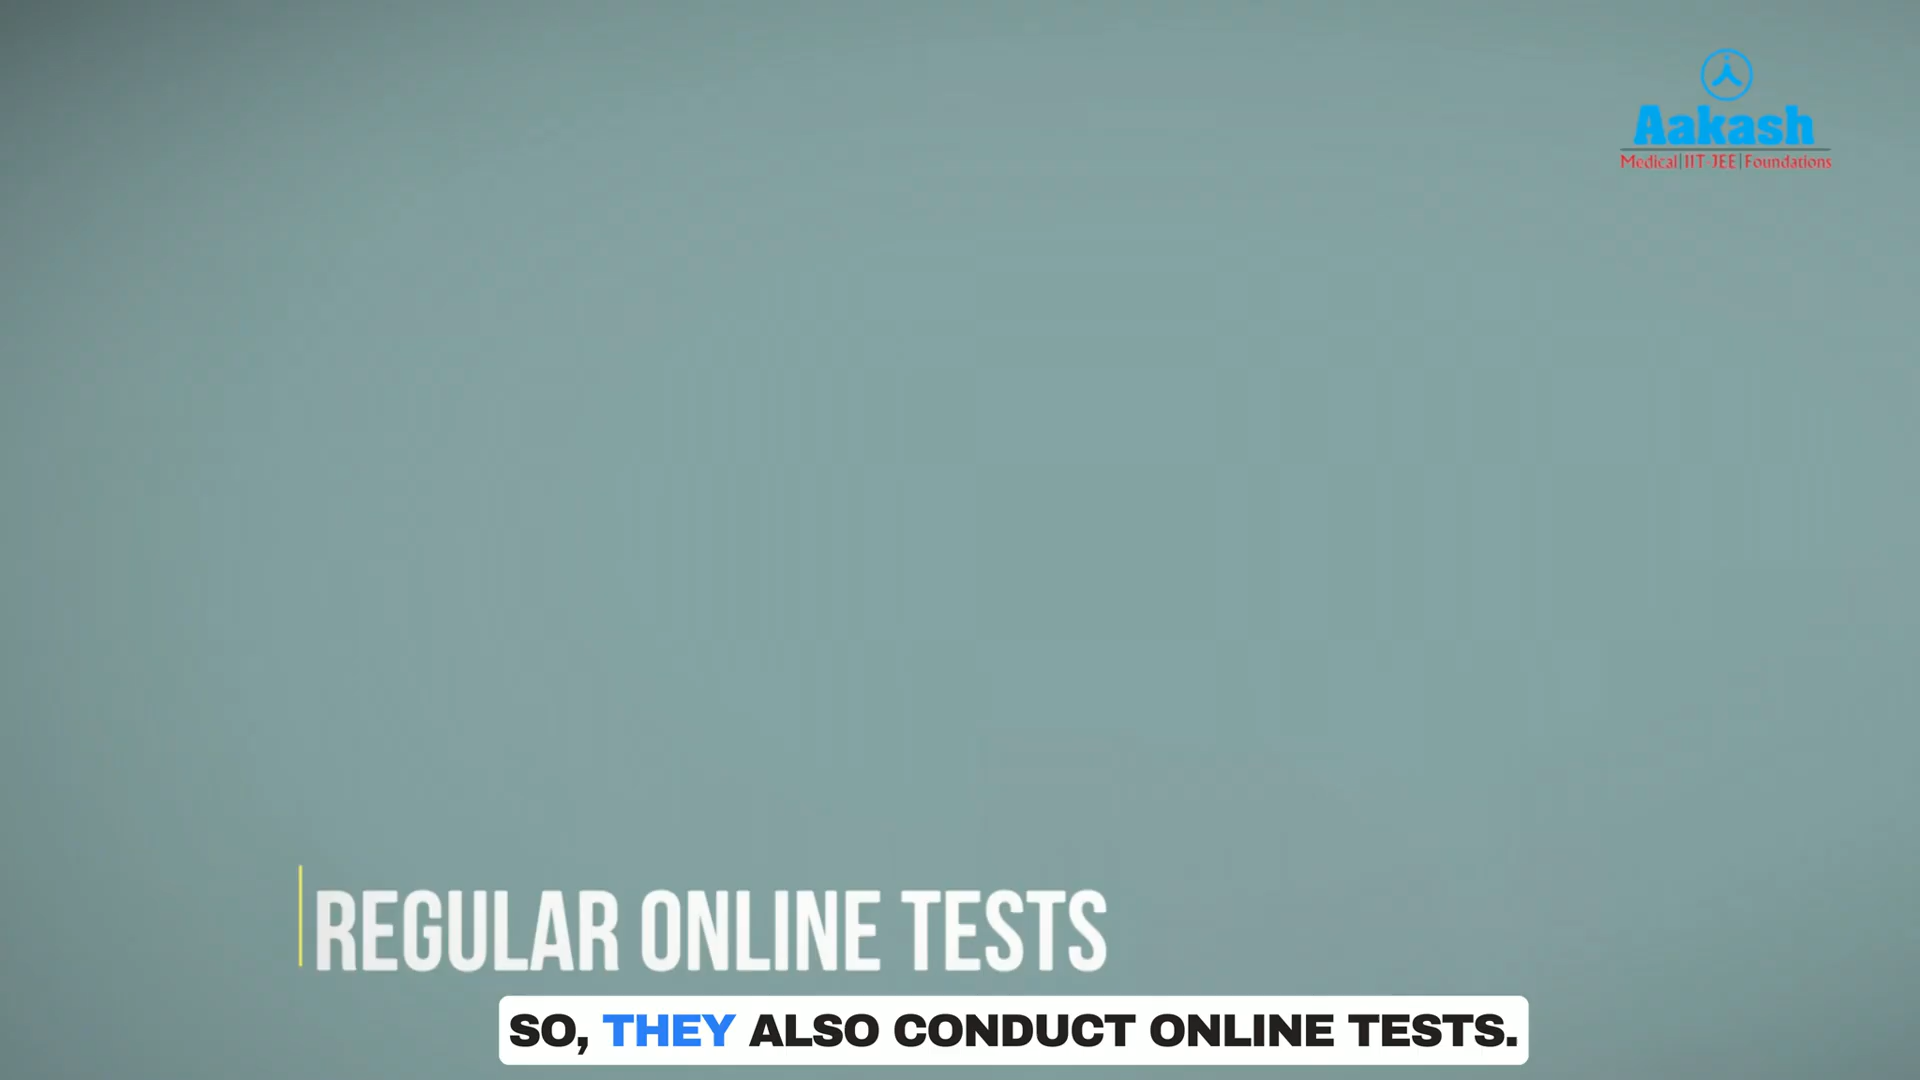 Aakash
Medical|IIT-JEE|Foundations
REGULAR ONLINE TESTS
SO, THEY ALSO CONDUCT ONLINE TESTS.